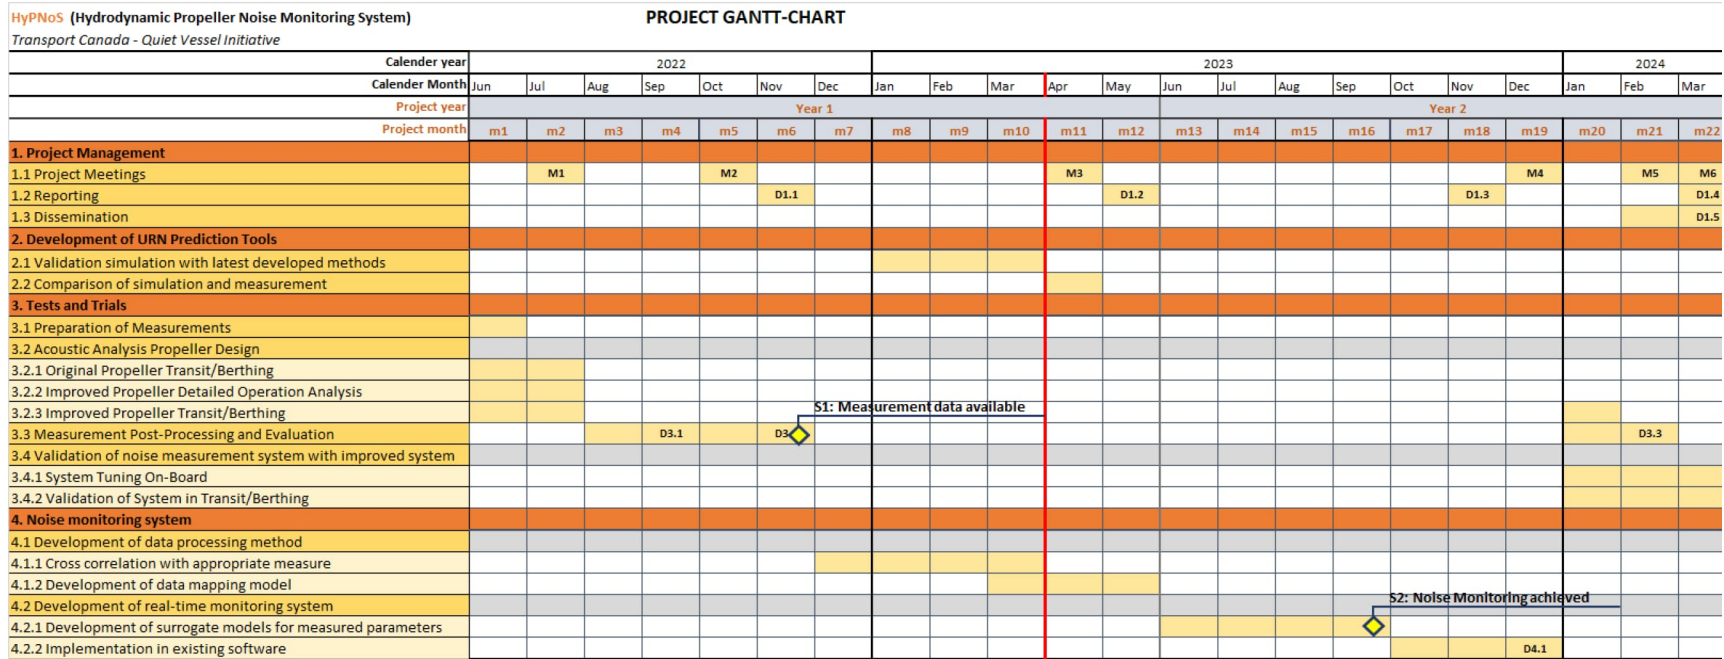 HyPNoS (Hydrodynamic Propeller Noise Monitoring System) PROJECT GANTT-CHART
Transport Canada - Quiet Vessel Initiative
Calender year 2022 2023 2024
Calender Month Jun Jul Aug Sep Oct Nov Dec Jan Feb Mar Apr May Jun Jul Aug Sep Oct Nov Dec Jan Feb Mar
Project year Year 1 Year 2
Project month m1 m2 m3 m4 m5 m6 m7 m8 m9 m10 m11 m12 m13 m14 m15 m16 m17 m18 m19 m20 m21 m22
1. Project Management
1.1 Project Meetings M1 M2 M3 M4 M5 M6
1.2 Reporting D1.1 D1.2 D1.3 D1.4
1.3 Dissemination D1.5
2. Development of URN Prediction Tools
2.1 Validation simulation with latest developed methods
2.2 Comparison of simulation and measurement
3. Tests and Trials
3.1 Preparation of Measurements
3.2 Acoustic Analysis Propeller Design
3.2.1 Original Propeller Transit/Berthing
3.2.2 Improved Propeller Detailed Operation Analysis
3.2.3 Improved Propeller Transit/Berthing S1: Measurement data available
3.3 Measurement Post-Processing and Evaluation D3.1 D3 D3.3
3.4 Validation of noise measurement system with improved system
3.4.1 System Tuning On-Board
3.4.2 Validation of System in Transit/Berthing
4. Noise monitoring system
4.1 Development of data processing method
4.1.1 Cross correlation with appropriate measure
4.1.2 Development of data mapping model
4.2 Development of real-time monitoring system S2: Noise Monitoring achieved
4.2.1 Development of surrogate models for measured parameters
4.2.2 Implementation in existing software D4.1